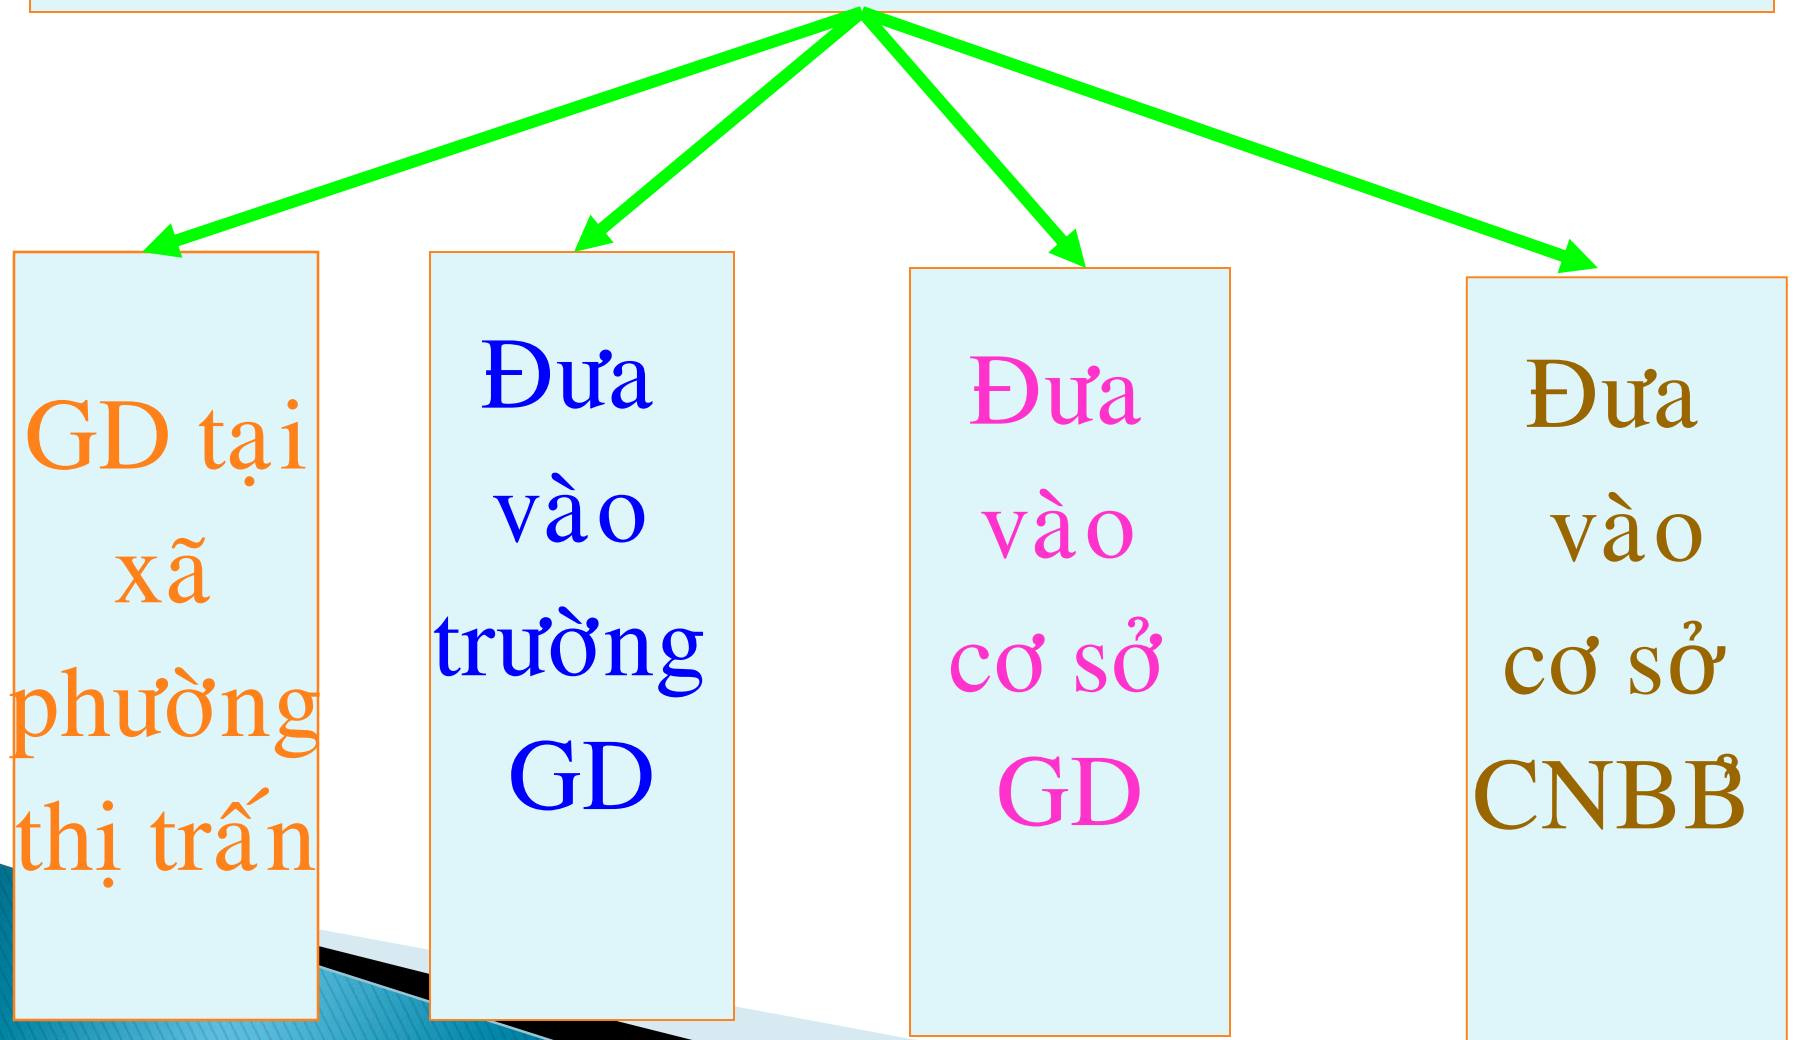 GD tại
xã
phường
thị trấn
Đưa
vào
trường
GD
Đưa
vào
cơ sở
GD
Đưa
vào
cơ sở
CNBB